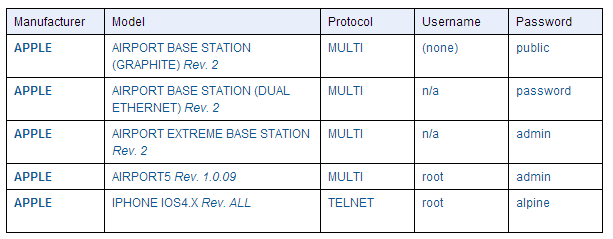 Manufacturer Model Protocol Username Password
APPLE AIRPORT BASE STATION (GRAPHITE) Rev. 2 MULTI (none) public
APPLE AIRPORT BASE STATION (DUAL ETHERNET) Rev. 2 MULTI n/a password
APPLE AIRPORT EXTREME BASE STATION Rev. 2 MULTI n/a admin
APPLE AIRPORT5 Rev. 1.0.09 MULTI root admin
APPLE IPHONE IOS4.X Rev. ALL TELNET root alpine